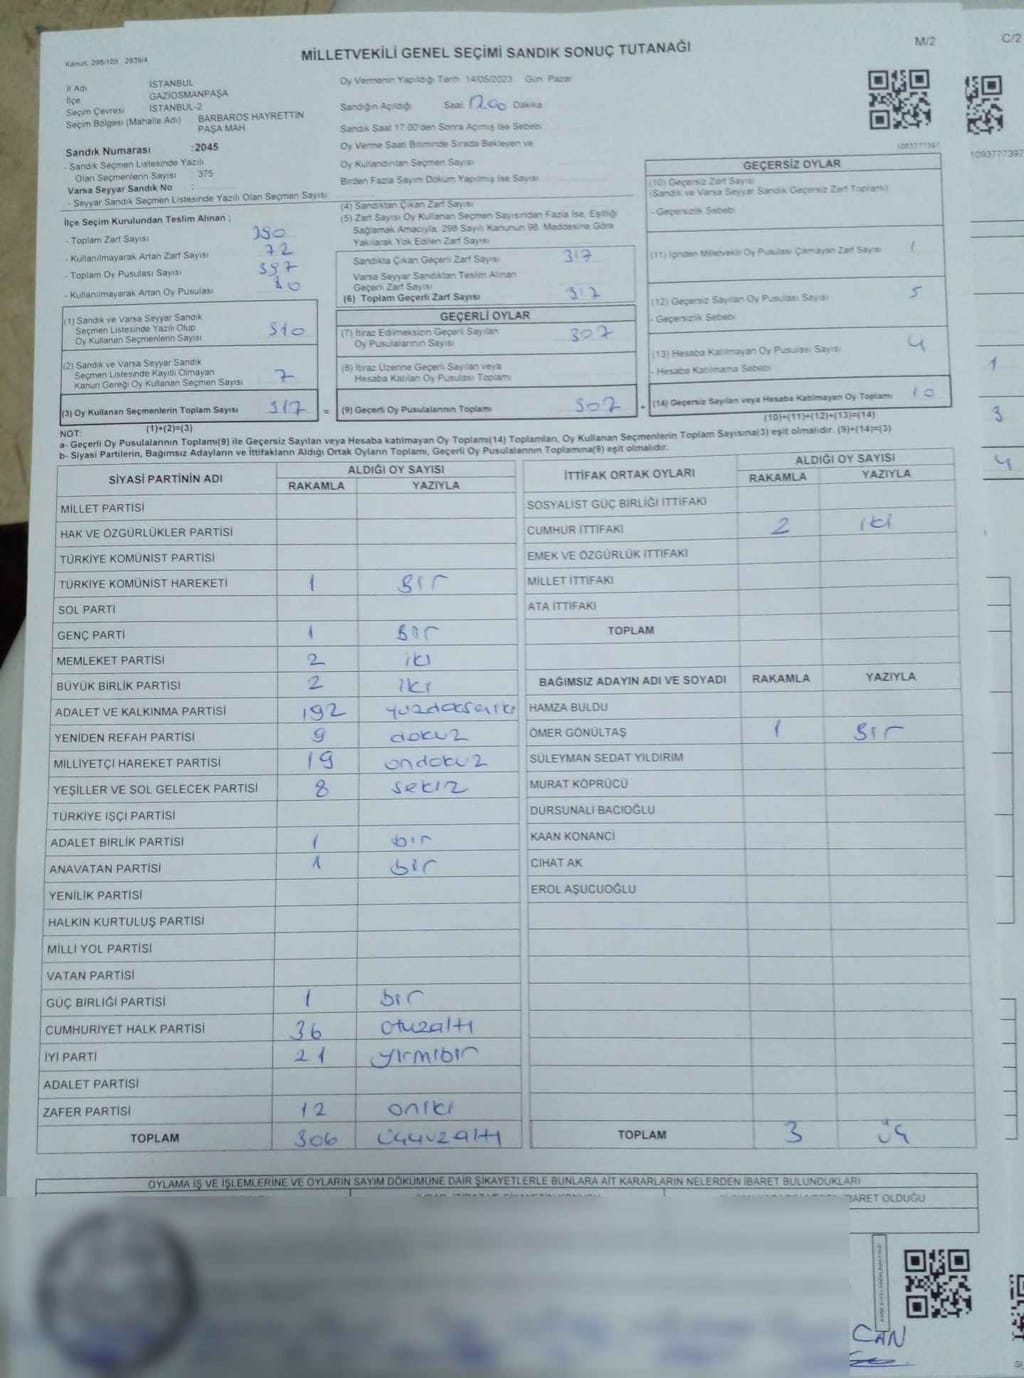 Kanun 298/105 2839/4
MİLLETVEKİLİ GENEL SEÇİMİ SANDIK SONUÇ TUTANAĞI
M/2
C/2
İl Adı İSTANBUL
İlçe GAZİOSMANPAŞA
Seçim Çevresi İSTANBUL-2
Seçim Bölgesi (Mahalle Adı) : BARBAROS HAYRETTİN PAŞA MAH
Sandık Numarası :2045
- Sandık Seçmen Listesinde Yazılı
Olan Seçmenlerin Sayısı : 375
Varsa Seyyar Sandık No :
- Seyyar Sandık Seçmen Listesinde Yazılı Olan Seçmen Sayısı
Oy Vermenin Yapıldığı Tarih 14/05/2023 Gün Pazar
Sandığın Açıldığı Saat 17.00 Dakika
Sandık Saat 17:00'den Sonra Açmış İse Sebebi
Oy Verme Saati Bitiminde Sırada Bekleyen ve
Oy Kullandırılan Seçmen Sayısı
Birden Fazla Sayım Döküm Yapılmış İse Sayısı
1093777397
1093777397
İlçe Seçim Kurulundan Teslim Alınan ;
- Toplam Zarf Sayısı 390
- Kullanılmayarak Artan Zarf Sayısı 72
- Toplam Oy Pusulası Sayısı 397
- Kullanılmayarak Artan Oy Pusulası 80
(1) Sandık ve Varsa Seyyar Sandık
Seçmen Listesinde Yazılı Olup
Oy Kullanan Seçmenlerin Sayısı 310
(2) Sandık ve Varsa Seyyar Sandık
Seçmen Listesinde Kayıtlı Olmayan
Kanun Gereği Oy Kullanan Seçmen Sayısı 7
(3) Oy Kullanan Seçmenlerin Toplam Sayısı 317 =
(1)+(2)=(3)
(4) Sandıktan Çıkan Zarf Sayısı
(5) Zarf Sayısı Oy Kullanan Seçmen Sayısından Fazla İse, Eşitliği
Sağlamak Amacıyla, 298 Sayılı Kanunun 98. Maddesine Göre
Yakılarak Yok Edilen Zarf Sayısı
Sandıkta Çıkan Geçerli Zarf Sayısı 317
Varsa Seyyar Sandıktan Teslim Alınan
Geçerli Zarf Sayısı
(6) Toplam Geçerli Zarf Sayısı 317
GEÇERLİ OYLAR
(7) İtiraz Edilmeksizin Geçerli Sayılan
Oy Pusulalarının Sayısı 307
(8) İtiraz Üzerine Geçerli Sayılan veya
Hesaba Katılan Oy Pusulası Toplamı
(9) Geçerli Oy Pusulalarının Toplamı 307 +
GEÇERSİZ OYLAR
(10) Geçersiz Zarf Sayısı
(Sandık ve Varsa Seyyar Sandık Geçersiz Zarf Toplamı)
- Geçersizlik Sebebi
(11) İçinden Milletvekili Oy Pusulası Çıkmayan Zarf Sayısı 1
(12) Geçersiz Sayılan Oy Pusulası Sayısı 5
- Geçersizlik Sebebi
(13) Hesaba Katılmayan Oy Pusulası Sayısı 4
- Hesaba Katılmama Sebebi
(14) Geçersiz Sayılan veya Hesaba Katılmayan Oy Toplamı 10
(10)+(11)+(12)+(13)=(14)
1
3
4
NOT:
a- Geçerli Oy Pusulalarının Toplamı(9) ile Geçersiz Sayılan veya Hesaba katılmayan Oy Toplamı(14) Toplamları, Oy Kullanan Seçmenlerin Toplam Sayısına(3) eşit olmalıdır. (9)+(14)=(3)
b- Siyasi Partilerin, Bağımsız Adayların ve İttifakların Aldığı Ortak Oyların Toplamı, Geçerli Oy Pusulalarının Toplamına(9) eşit olmalıdır.
SİYASİ PARTİNİN ADI ALDIĞI OY SAYISI
RAKAMLA YAZIYLA
MİLLET PARTİSİ
HAK VE ÖZGÜRLÜKLER PARTİSİ
TÜRKİYE KOMÜNİST PARTİSİ
TÜRKİYE KOMÜNİST HAREKETİ 1 Bir
SOL PARTİ
GENÇ PARTİ 1 Bir
MEMLEKET PARTİSİ 2 iki
BÜYÜK BİRLİK PARTİSİ 2 iki
ADALET VE KALKINMA PARTİSİ 192 yüzdoksaniki
YENİDEN REFAH PARTİSİ 9 dokuz
MİLLİYETÇİ HAREKET PARTİSİ 19 ondokuz
YEŞİLLER VE SOL GELECEK PARTİSİ 8 sekiz
TÜRKİYE İŞÇİ PARTİSİ
ADALET BİRLİK PARTİSİ 1 bir
ANAVATAN PARTİSİ 1 bir
YENİLİK PARTİSİ
HALKIN KURTULUŞ PARTİSİ
MİLLİ YOL PARTİSİ
VATAN PARTİSİ
GÜÇ BİRLİĞİ PARTİSİ 1 bir
CUMHURİYET HALK PARTİSİ 36 otuzaltı
İYİ PARTİ 21 yirmibir
ADALET PARTİSİ
ZAFER PARTİSİ 12 oniki
TOPLAM 306 üçyüzaltı
İTTİFAK ORTAK OYLARI ALDIĞI OY SAYISI
RAKAMLA YAZIYLA
SOSYALİST GÜÇ BİRLİĞİ İTTİFAKI
CUMHUR İTTİFAKI 2 iki
EMEK VE ÖZGÜRLÜK İTTİFAKI
MİLLET İTTİFAKI
ATA İTTİFAKI
TOPLAM
BAĞIMSIZ ADAYIN ADI VE SOYADI RAKAMLA YAZIYLA
HAMZA BULDU
ÖMER GÖNÜLTAŞ 1 Bir
SÜLEYMAN SEDAT YILDIRIM
MURAT KÖPRÜCÜ
DURSUNALİ BACIOĞLU
KAAN KONANCI
CİHAT AK
EROL AŞUCUOĞLU
TOPLAM 3 üç
OYLAMA İŞ VE İŞLEMLERİNE VE OYLARIN SAYIM DÖKÜMÜNE DAİR ŞİKAYETLERLE BUNLARA AİT KARARLARIN NELERDEN İBARET BULUNDUKLARI
İBARET OLDUĞU
CAN